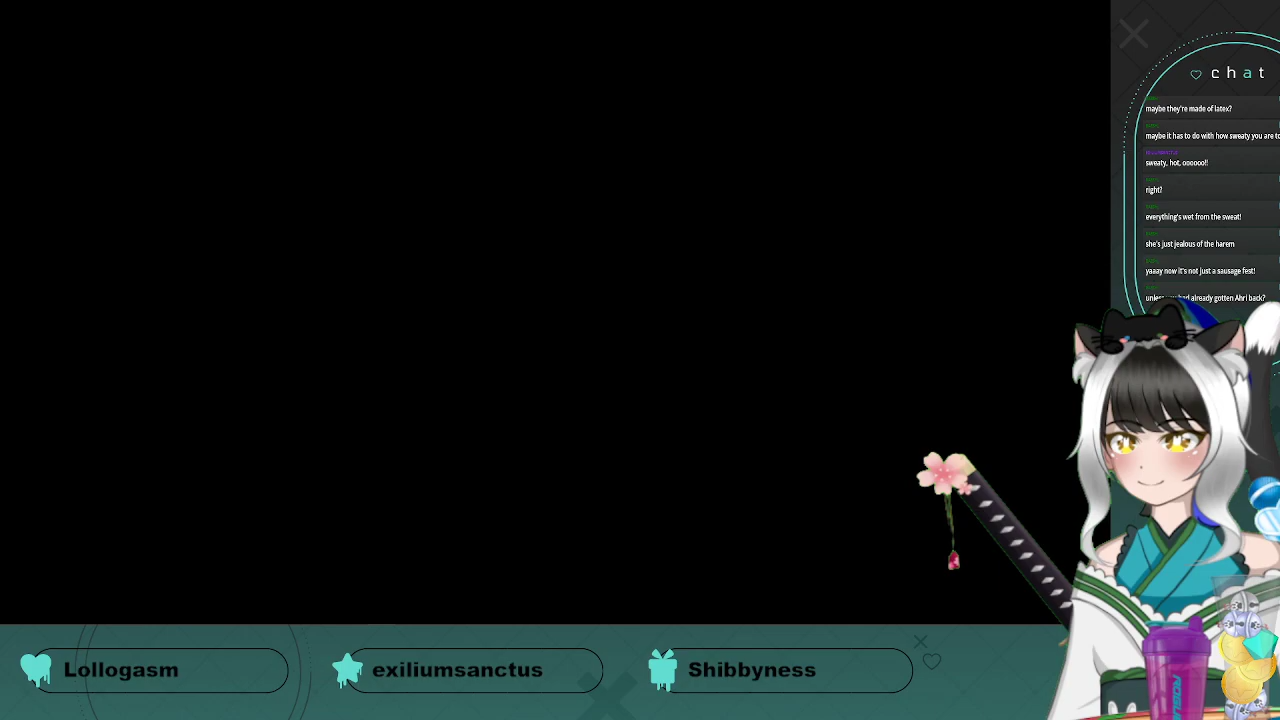 chat
maybe they're made of latex?
maybe it has to do with how sweaty you are to
sweaty, hot, oooooo!!
right?
everything's wet from the sweat!
she's just jealous of the harem
yaaay now it's not just a sausage fest!
already gotten Ahri back?
Lollogasm
exiliumsanctus
Shibbyness